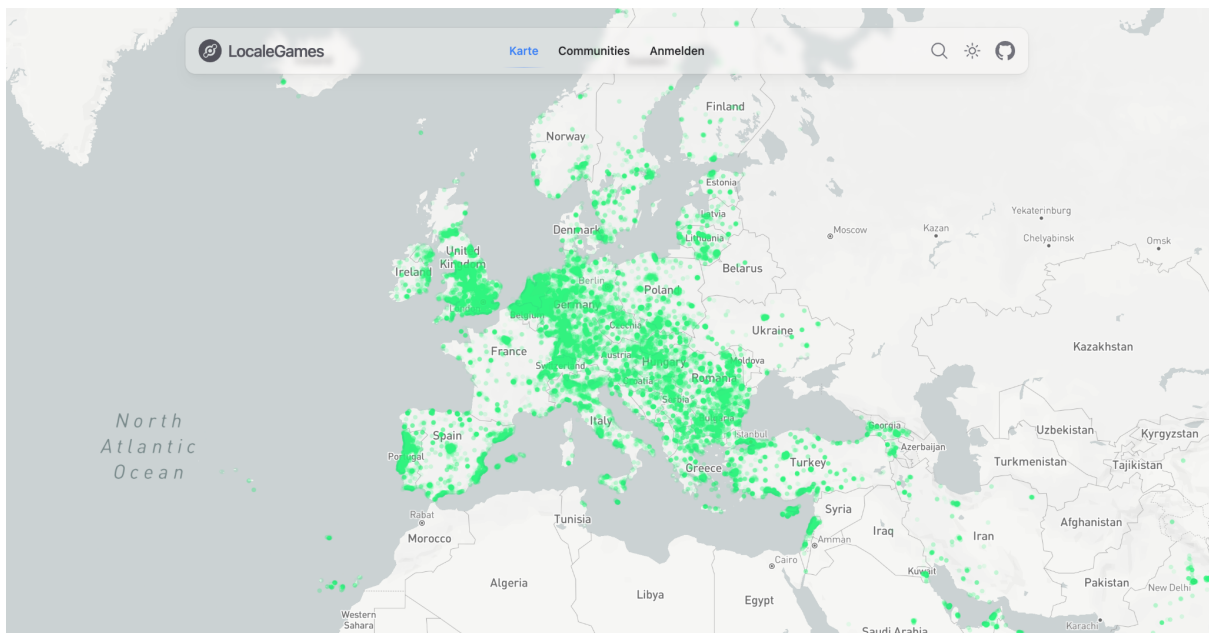 LocaleGames
Karte
Communities
Anmelden
Finland
Norway
Estonia
Yekaterinburg
Latvia
Kazan
Denmark
Moscow
Chelyabinsk
Omsk
Lithuania
United
Kingdom
Ireland
Belarus
Berlin
Poland
Germany
Belgium
Czechia
Ukraine
Kazakhstan
France
Austria
Hungary
Moldova
Switzerland
Romania
Croatia
Serbia
North
Atlantic
Ocean
Italy
Bulgaria
Georgia
Uzbekistan
Kyrgyzstan
Spain
Istanbul
Azerbaijan
Portugal
Greece
Turkey
Turkmenistan
Tajikistan
Syria
Rabat
Tunisia
Afghanistan
Morocco
Iraq
Iran
Amman
Cairo
Kuwait
Algeria
Pakistan
New Delhi
Libya
Egypt
Western
Sahara
Karachi
Saudi Arabia